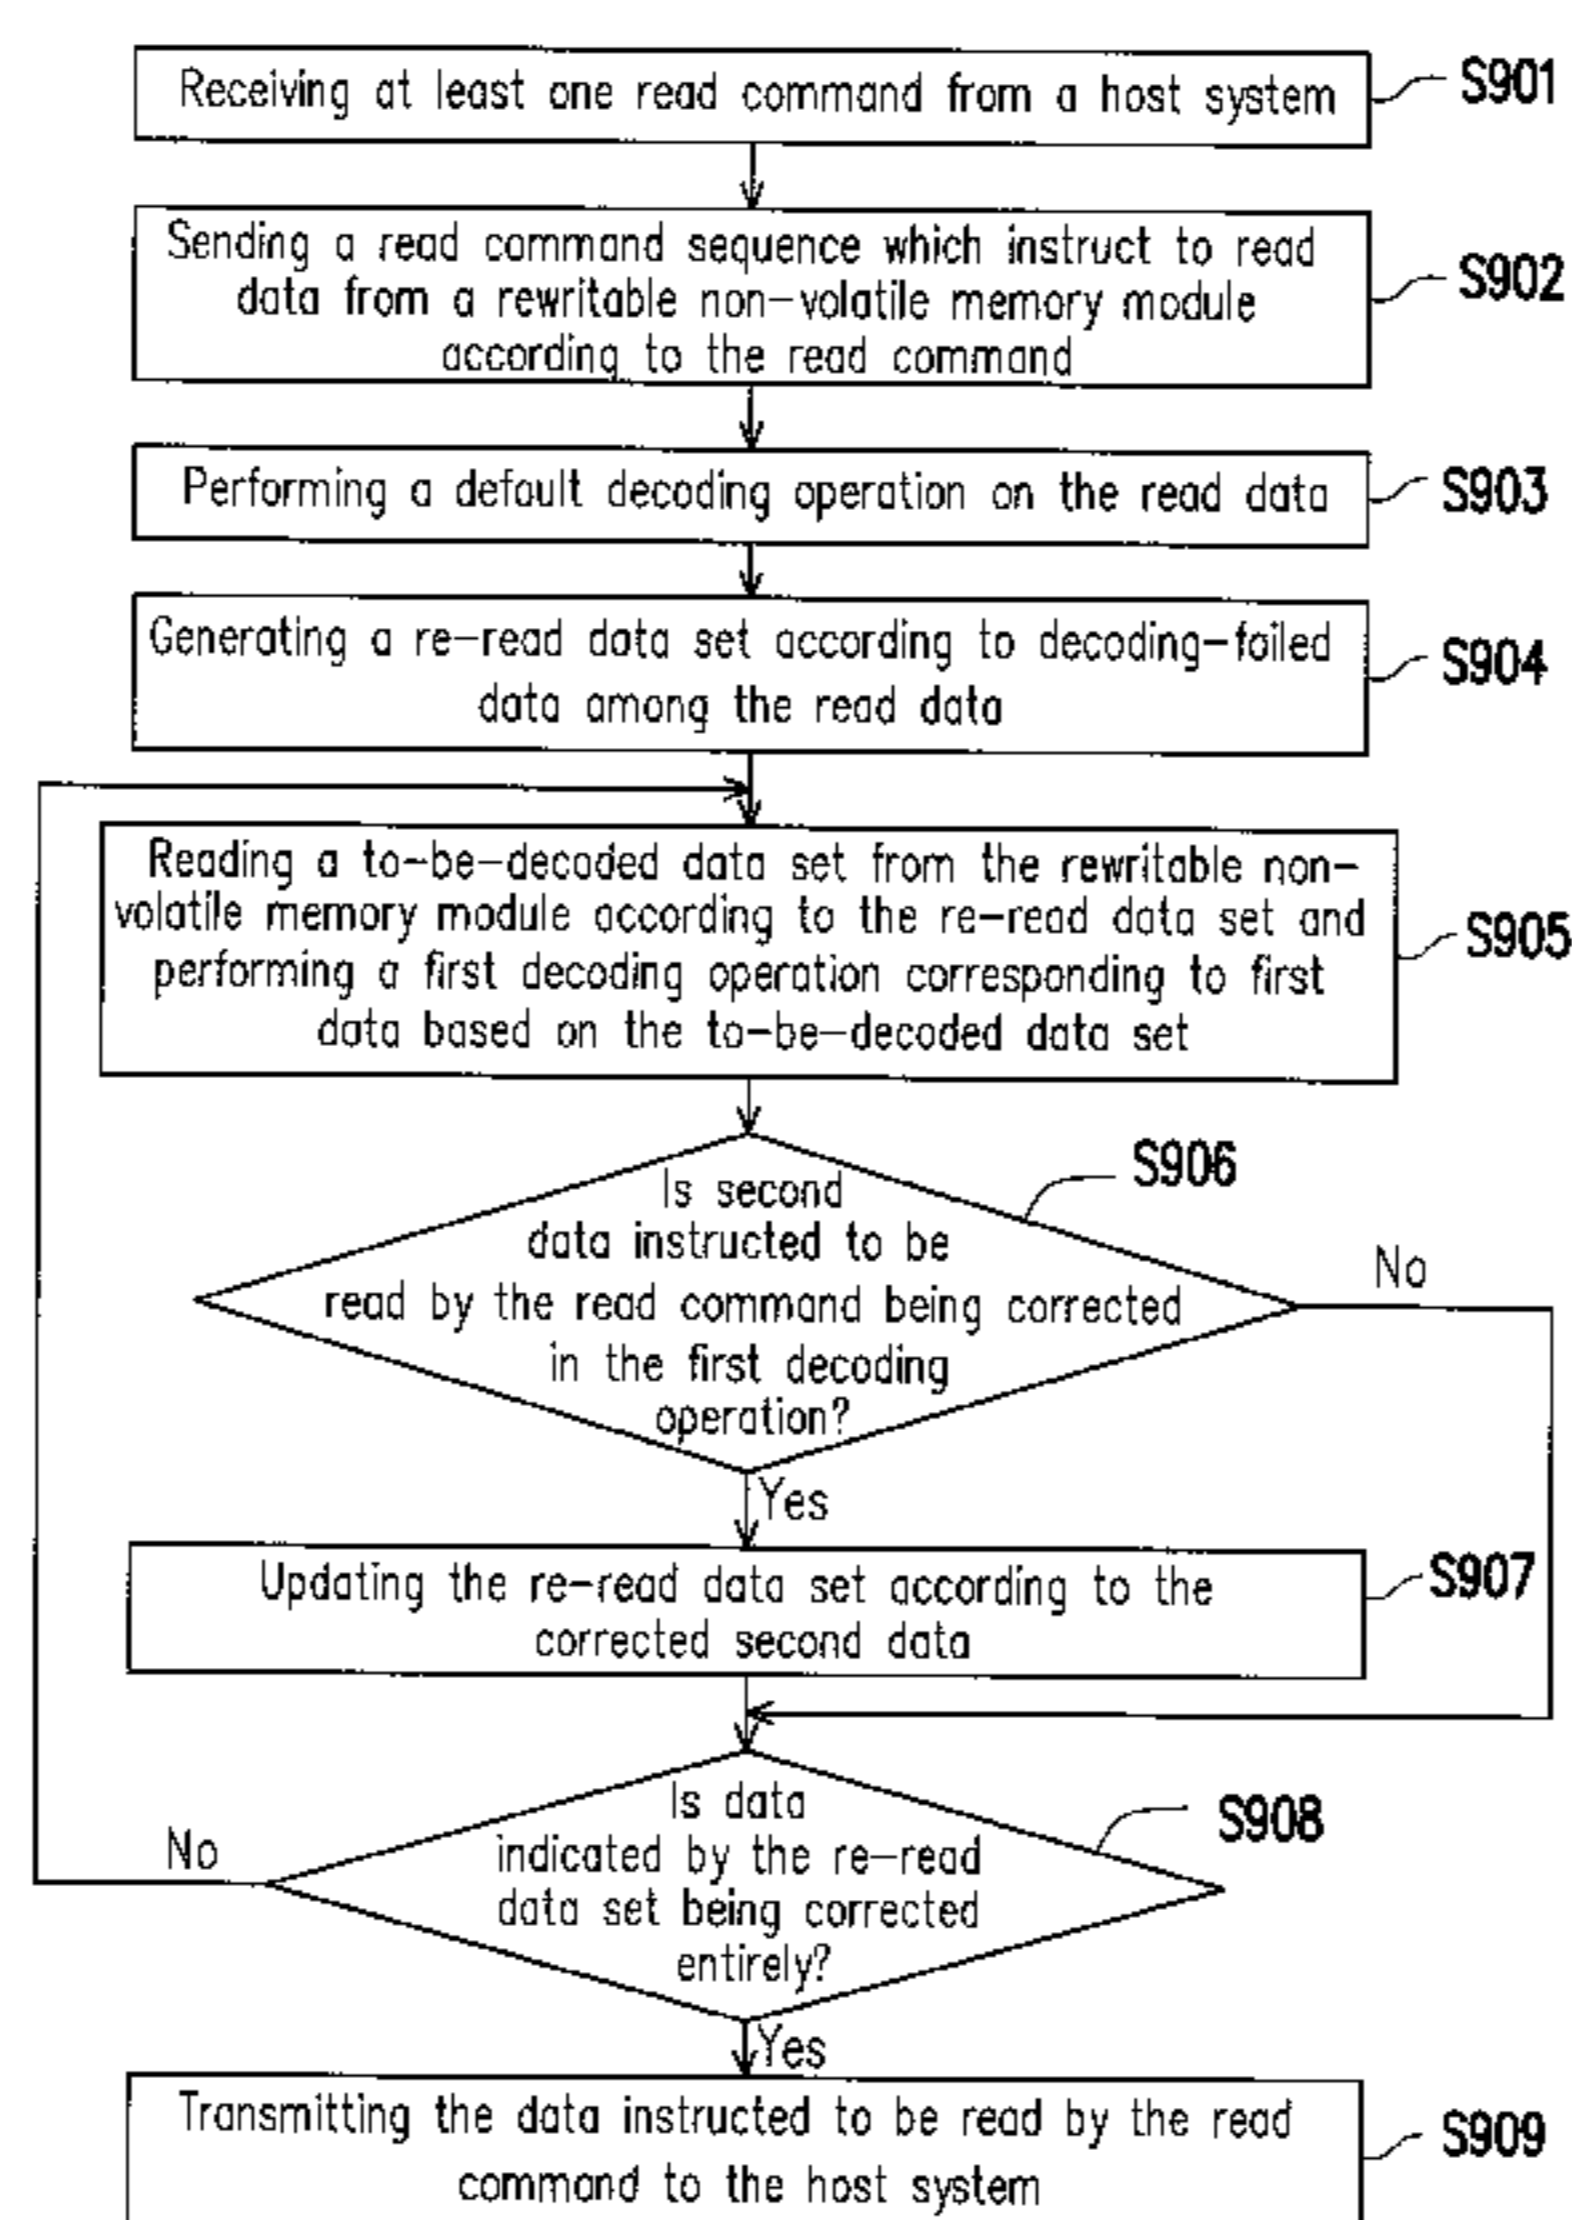 Receiving at least one read command from a host system
S901
Sending a read command sequence which instruct to read
data from a rewritable non-volatile memory module
according to the read command
S902
Performing a default decoding operation on the read data
S903
Generating a re-read data set according to decoding-failed
data among the read data
S904
Reading a to-be-decoded data set from the rewritable non-
volatile memory module according to the re-read data set and
performing a first decoding operation corresponding to first
data based on the to-be-decoded data set
S905
Is second
data instructed to be
read by the read command being corrected
in the first decoding
operation?
S906
No
Yes
Updating the re-read data set according to the
corrected second data
S907
Is data
indicated by the re-read
data set being corrected
entirely?
S908
No
Yes
Transmitting the data instructed to be read by the read
command to the host system
S909